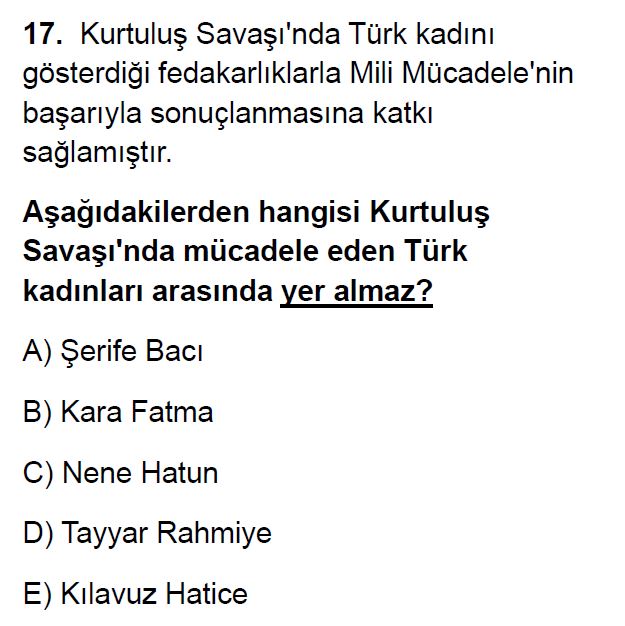 17. Kurtuluş Savaşı'nda Türk kadını
gösterdiği fedakarlıklarla Mili Mücadele'nin
başarıyla sonuçlanmasına katkı
sağlamıştır.
Aşağıdakilerden hangisi Kurtuluş
Savaşı'nda mücadele eden Türk
kadınları arasında yer almaz?
A) Şerife Bacı
B) Kara Fatma
C) Nene Hatun
D) Tayyar Rahmiye
E) Kılavuz Hatice